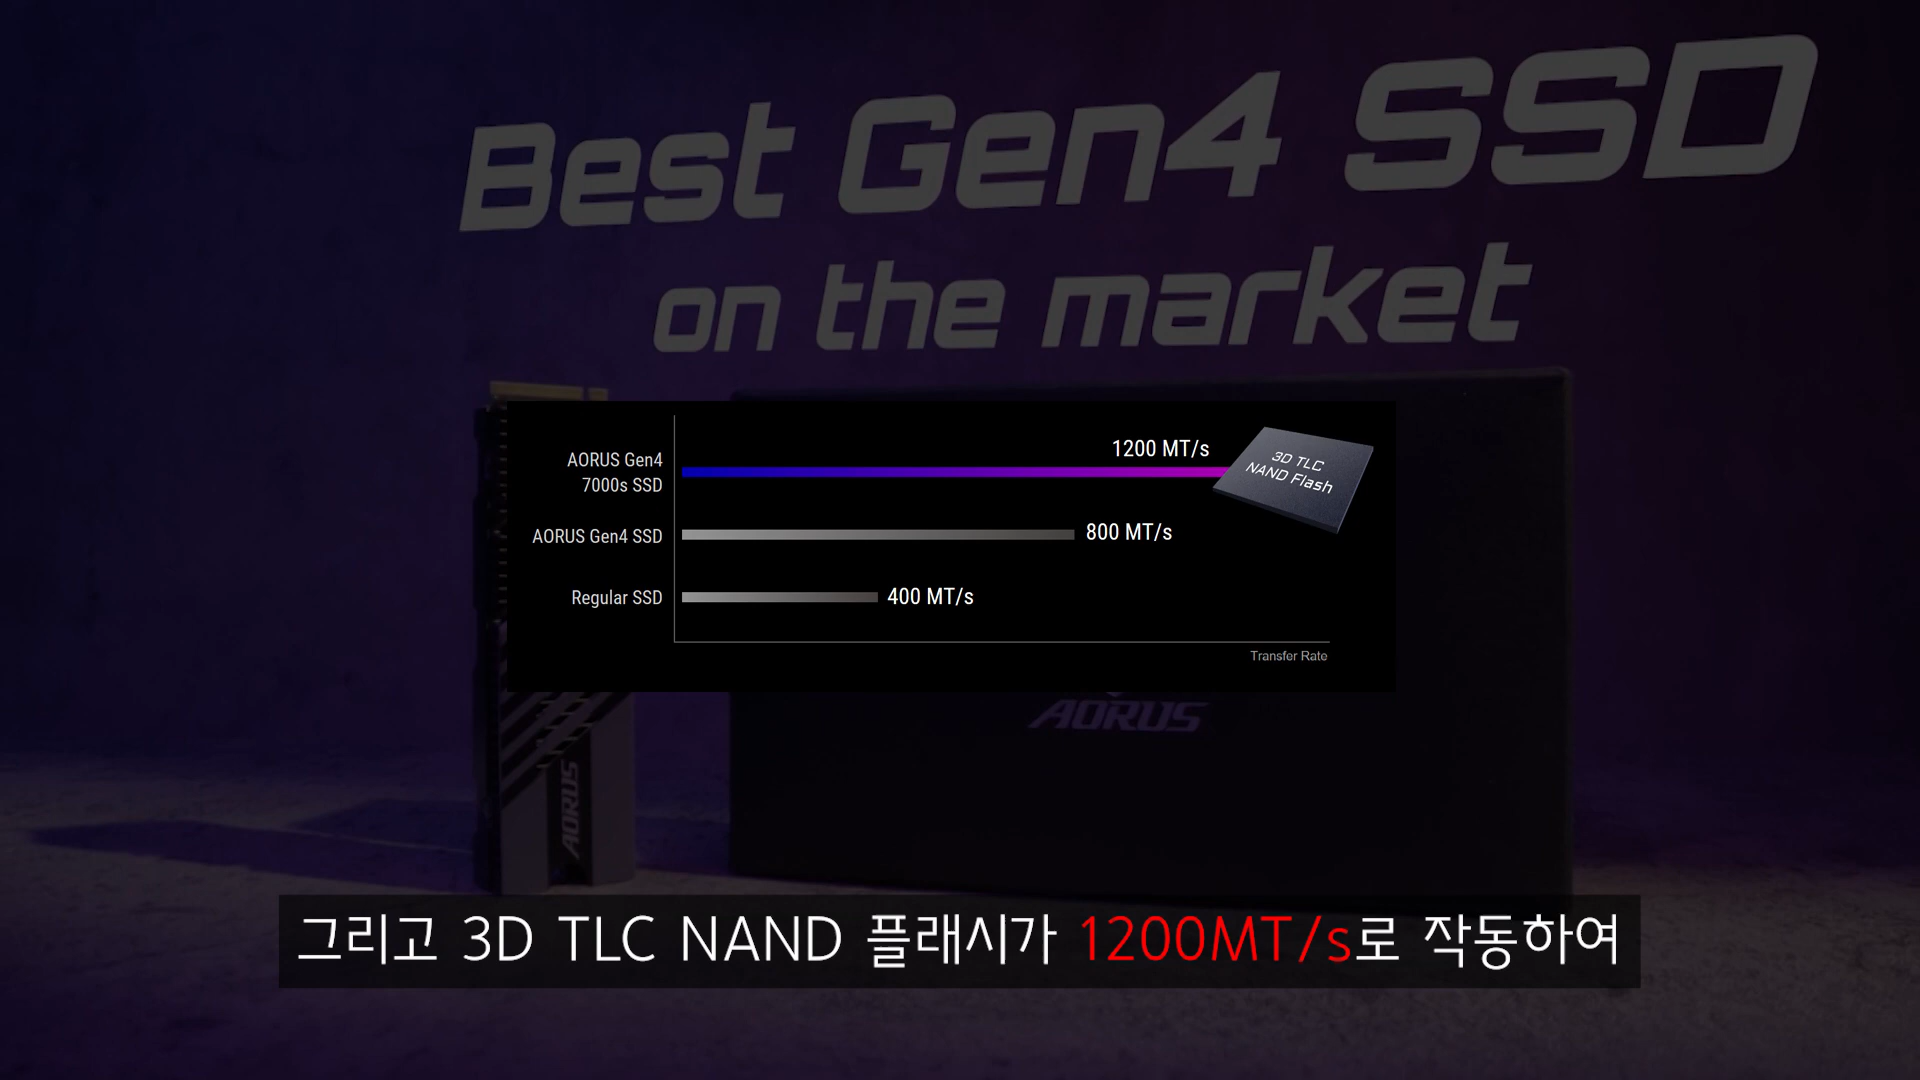 Best Gen4 SSD
on the market
1200 MT/s
AORUS Gen4
7000s SSD
3D TLC
NAND Flash
AORUS Gen4 SSD
800 MT/s
Regular SSD
400 MT/s
Transfer Rate
AORUS
AORUS
그리고 3D TLC NAND 플래시가 1200MT/s로 작동하여